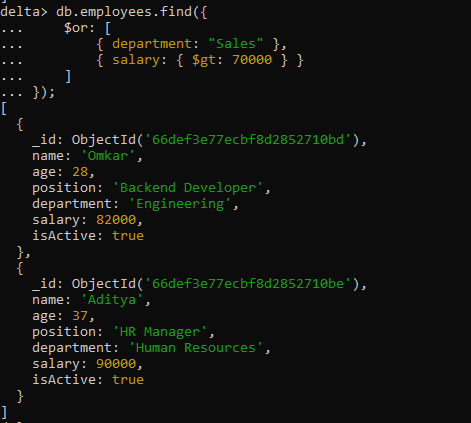 delta> db.employees.find({
...     $or: [
...         { department: "Sales" },
...         { salary: { $gt: 70000 } }
...     ]
... });
[
  {
    _id: ObjectId('66def3e77ecbf8d2852710bd'),
    name: 'Omkar',
    age: 28,
    position: 'Backend Developer',
    department: 'Engineering',
    salary: 82000,
    isActive: true
  },
  {
    _id: ObjectId('66def3e77ecbf8d2852710be'),
    name: 'Aditya',
    age: 37,
    position: 'HR Manager',
    department: 'Human Resources',
    salary: 90000,
    isActive: true
  }
]